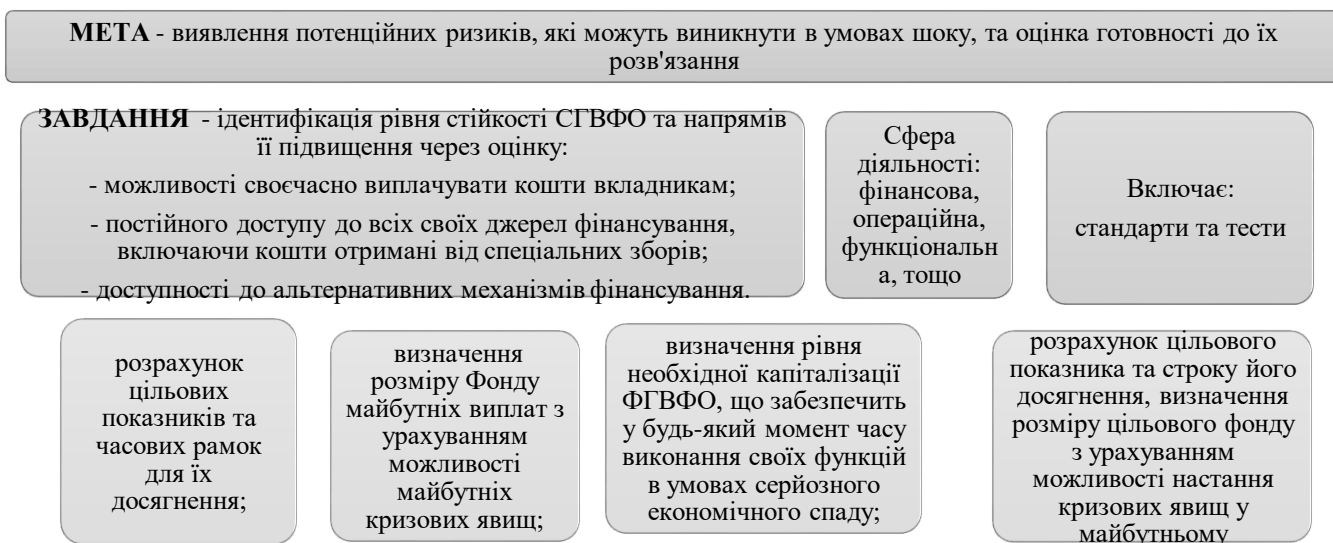 МЕТА - виявлення потенційних ризиків, які можуть виникнути в умовах шоку, та оцінка готовності до їх
розв'язання
ЗАВДАННЯ - ідентифікація рівня стійкості СГВФО та напрямів
її підвищення через оцінку:
- можливості своєчасно виплачувати кошти вкладникам;
- постійного доступу до всіх своїх джерел фінансування,
включаючи кошти отримані від спеціальних зборів;
- доступності до альтернативних механізмів фінансування.
Сфера
діяльності:
фінансова,
операційна,
функціональн
а, тощо
Включає:
стандарти та тести
розрахунок
цільових
показників та
часових рамок
для їх
досягнення;
визначення
розміру Фонду
майбутніх виплат з
урахуванням
можливості
майбутніх
кризових явищ;
визначення рівня
необхідної капіталізації
ФГВФО, що забезпечить
у будь-який момент часу
виконання своїх функцій
в умовах серйозного
економічного спаду;
розрахунок цільового
показника та строку його
досягнення, визначення
розміру цільового фонду
з урахуванням
можливості настання
кризових явищ у
майбутньому